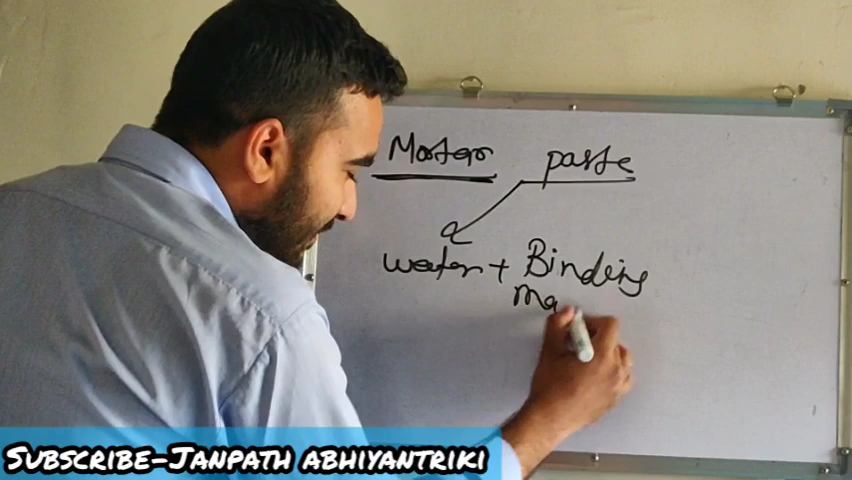 Mortar paste
water + Binding
Ma
SUBSCRIBE-JANPATH ABHIYANTRIKI